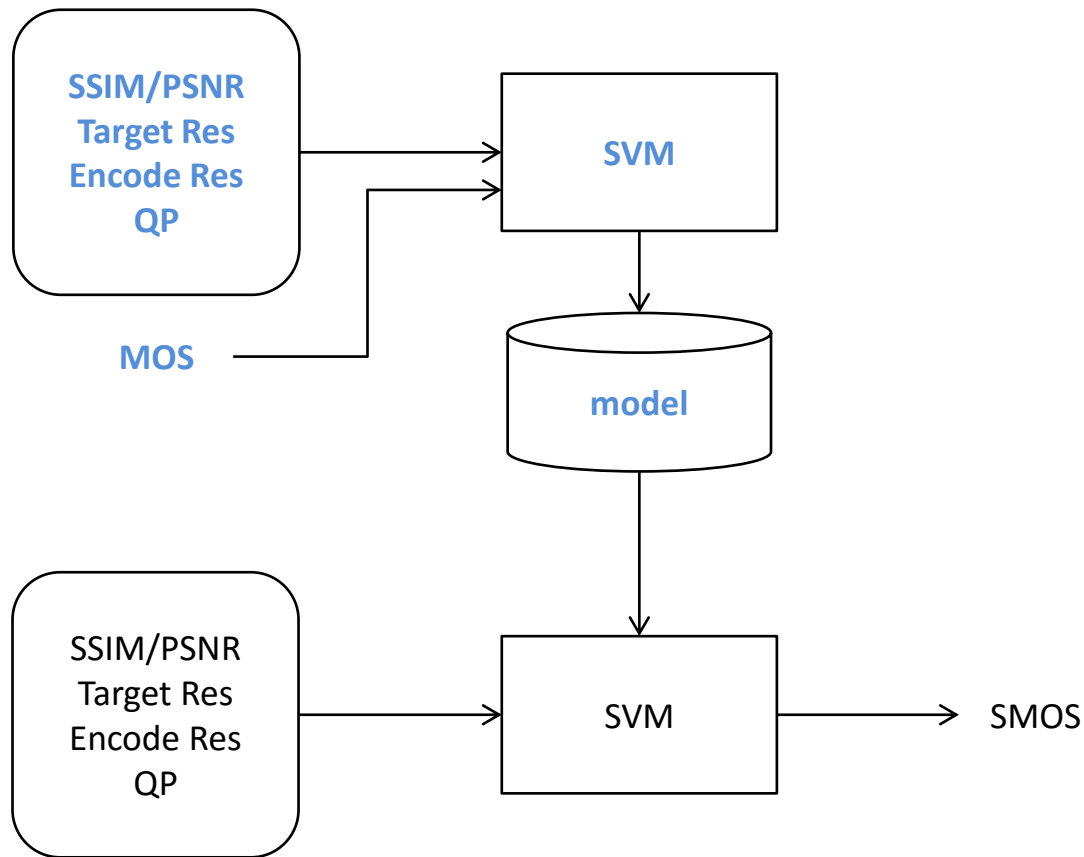 SSIM/PSNR
Target Res
Encode Res
QP
SVM
MOS
model
SSIM/PSNR
Target Res
Encode Res
QP
SVM
SMOS